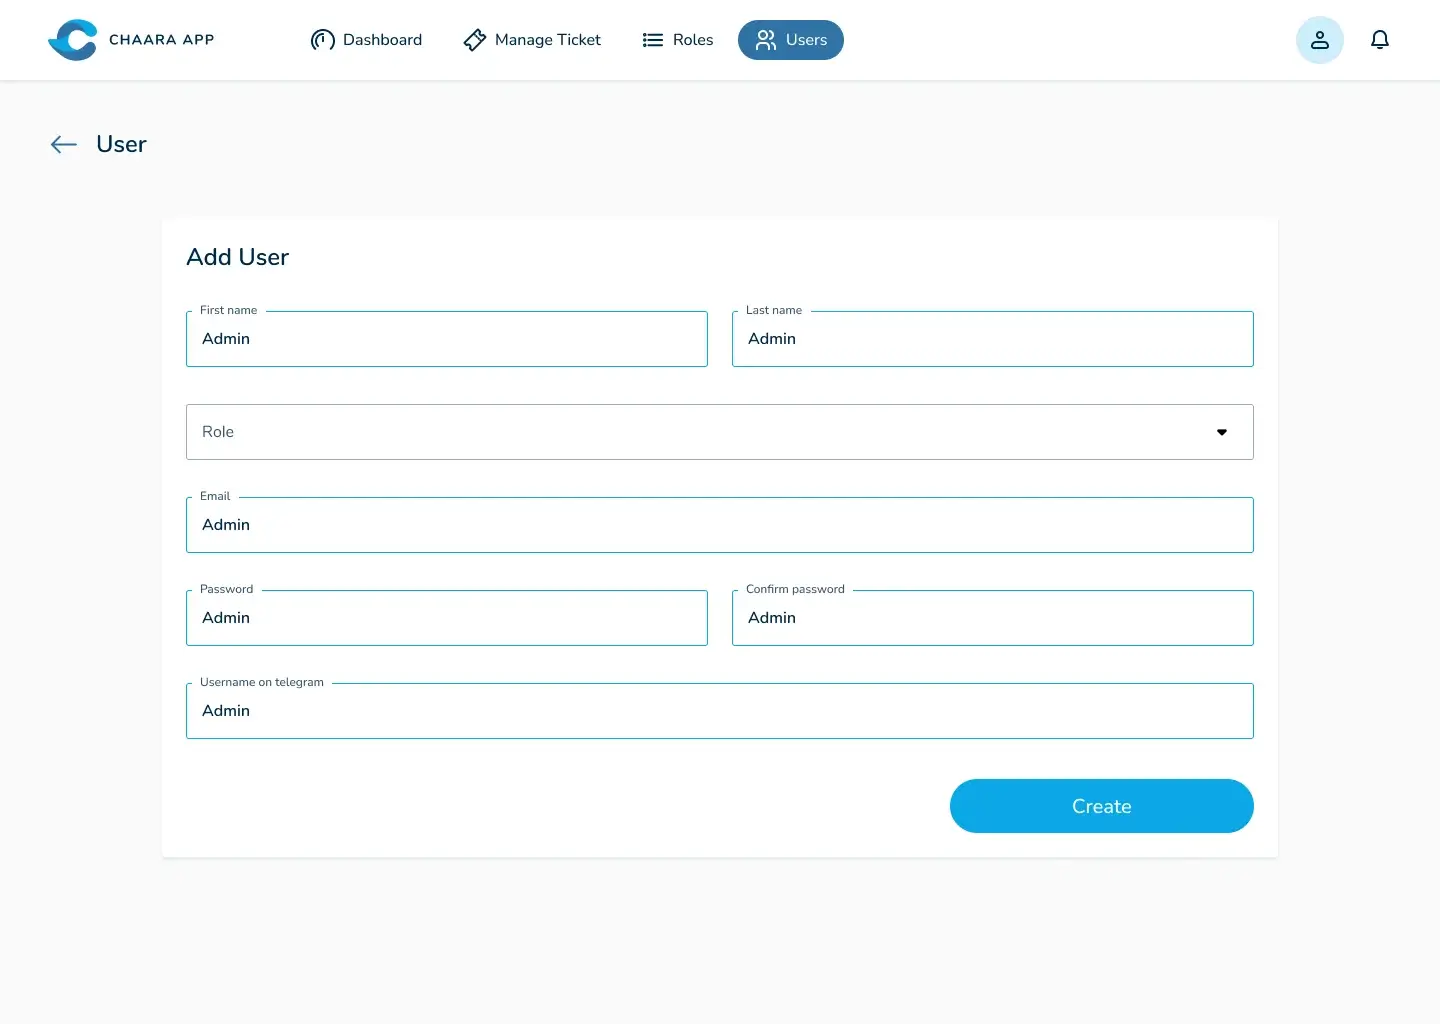 CHAARA APP
Dashboard
Manage Ticket
Roles
Users
User
Add User
First name
Admin
Last name
Admin
Role
Email
Admin
Password
Admin
Confirm password
Admin
Username on telegram
Admin
Create